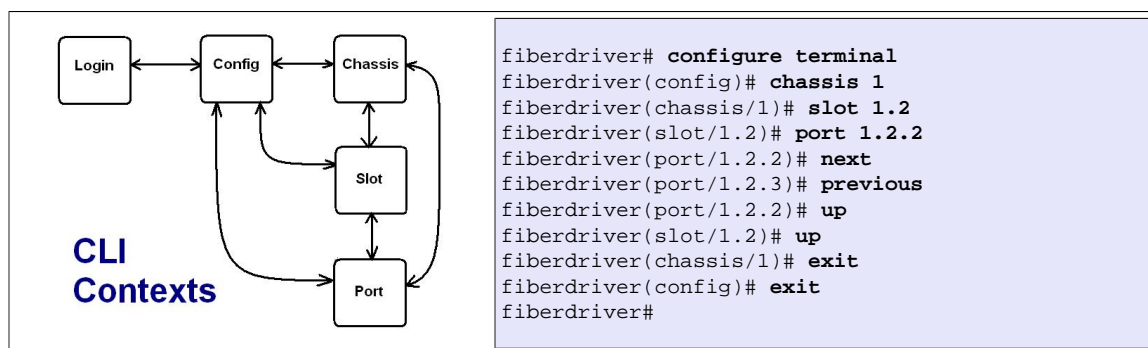 Login
Config
Chassis
Slot
Port
CLI
Contexts
fiberdriver# configure terminal
fiberdriver(config)# chassis 1
fiberdriver(chassis/1)# slot 1.2
fiberdriver(slot/1.2)# port 1.2.2
fiberdriver(port/1.2.2)# next
fiberdriver(port/1.2.3)# previous
fiberdriver(port/1.2.2)# up
fiberdriver(slot/1.2)# up
fiberdriver(chassis/1)# exit
fiberdriver(config)# exit
fiberdriver#